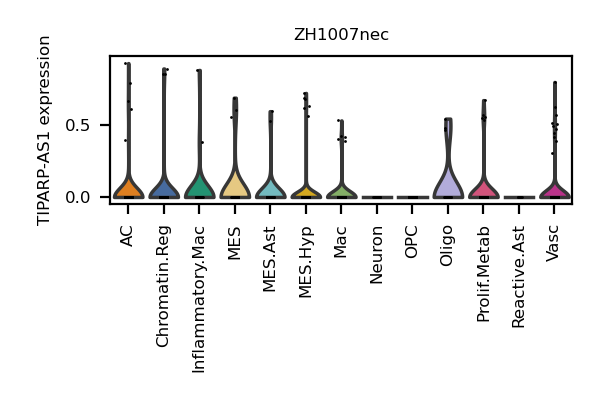 ZH1007nec
TIPARP-AS1 expression
0.5
0.0
AC
Chromatin.Reg
Inflammatory.Mac
MES
MES.Ast
MES.Hyp
Mac
Neuron
OPC
Oligo
Prolif.Metab
Reactive.Ast
Vasc